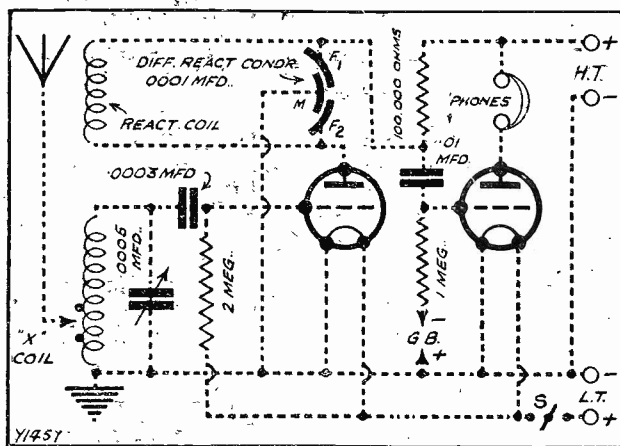 DIFF. REACT CONDR.
.0001 MFD..
F1
M
F2
REACT. COIL
100,000 OHMS
PHONES
+
H.T.
-
.01
MFD.
.0003 MFD
.0005
MFD.
2 MEG..
1 MEG.
"X"
COIL
-
G.B.
+
-
L.T.
S
+
Y1457